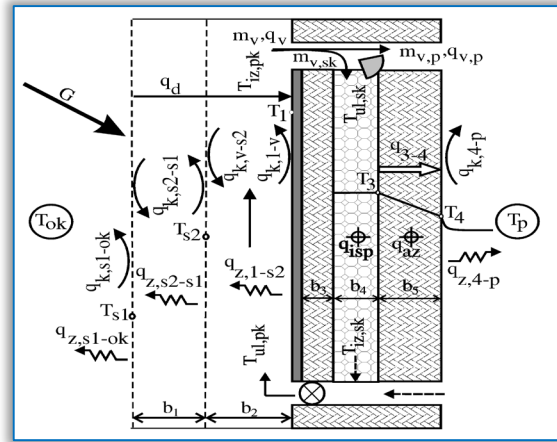 m_v,q_v
m_v,p,q_v,p
m_v,sk
T_iz,pk
q_d
G
T_1
T_ul,sk
q_k,v-s2
q_k,1-v
q_k,s2-s1
q_3-4
q_k,4-p
T_3
T_4
T_ok
T_s2
T_p
q_isp
q_az
q_k,s1-ok
q_z,s2-s1
q_z,1-s2
q_z,4-p
b_3
b_4
b_5
T_s1
q_z,s1-ok
T_ul,pk
T_iz,sk
b_1
b_2